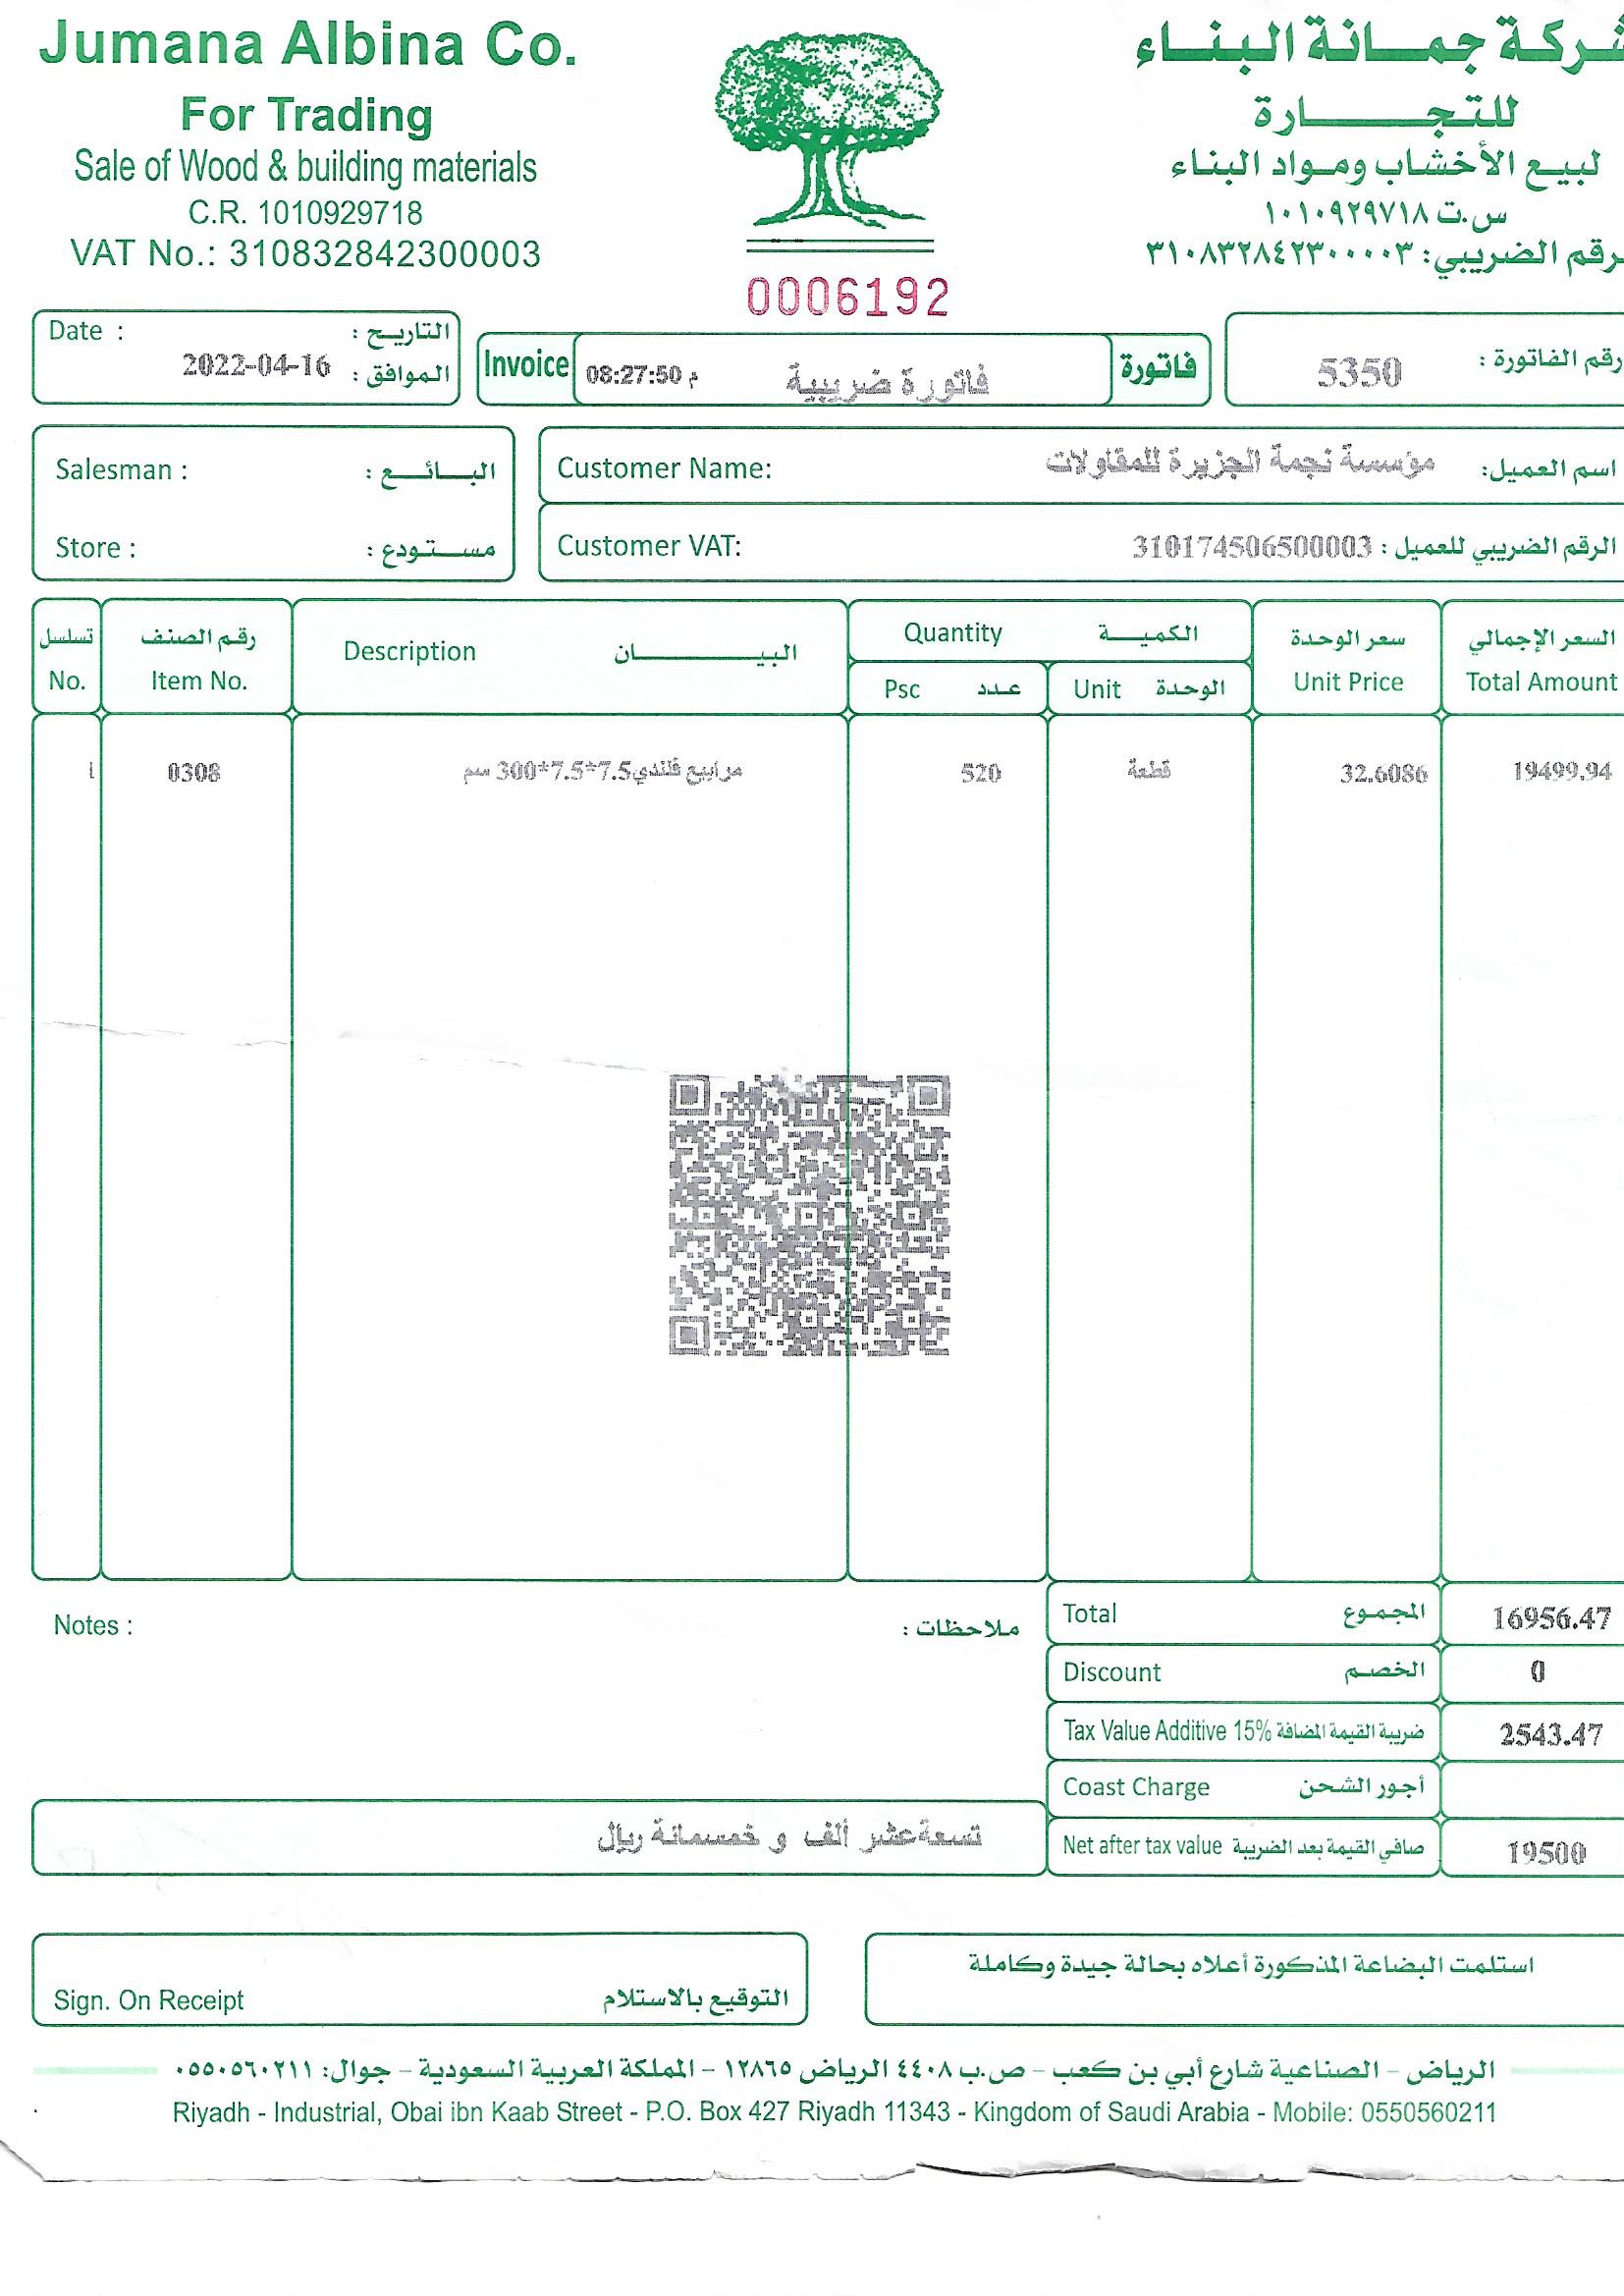 Jumana Albina Co.
For Trading
Sale of Wood & building materials
C.R. 1010929718
VAT No.: 310832842300003
شركة جمانة البناء
للتجارة
لبيع الأخشاب ومواد البناء
س.ت ١٠١٠٩٢٩٧١٨
الرقم الضريبي: ٣١٠٨٣٢٨٤٢٣٠٠٠٠٣
0006192
Date : التاريخ :
الموافق : 2022-04-16
Invoice 08:27:50 م فاتورة ضريبية فاتورة
رقم الفاتورة : 5350
Salesman : البائع :
Store : مستودع :
Customer Name: مؤسسة نجمة الجزيرة للمقاولات اسم العميل:
Customer VAT: الرقم الضريبي للعميل : 310174506500003
تسلسل رقم الصنف Description البيان Quantity الكمية سعر الوحدة السعر الإجمالي
No. Item No. Psc عدد Unit الوحدة Unit Price Total Amount
1 0308 مرابيع فلندي7.5*7.5*300 سم 520 قطعة 32.6086 19499.94
Notes : ملاحظات :
Total المجموع 16956.47
Discount الخصم 0
Tax Value Additive 15% ضريبة القيمة المضافة 2543.47
Coast Charge أجور الشحن
تسعة عشر ألف و خمسمائة ريال
Net after tax value صافي القيمة بعد الضريبة 19500
استلمت البضاعة المذكورة أعلاه بحالة جيدة وكاملة
Sign. On Receipt التوقيع بالاستلام
الرياض - الصناعية شارع أبي بن كعب - ص.ب ٤٤٠٨ الرياض ١٢٨٦٥ - المملكة العربية السعودية - جوال: ٠٥٥٠٥٦٠٢١١
Riyadh - Industrial, Obai ibn Kaab Street - P.O. Box 427 Riyadh 11343 - Kingdom of Saudi Arabia - Mobile: 0550560211